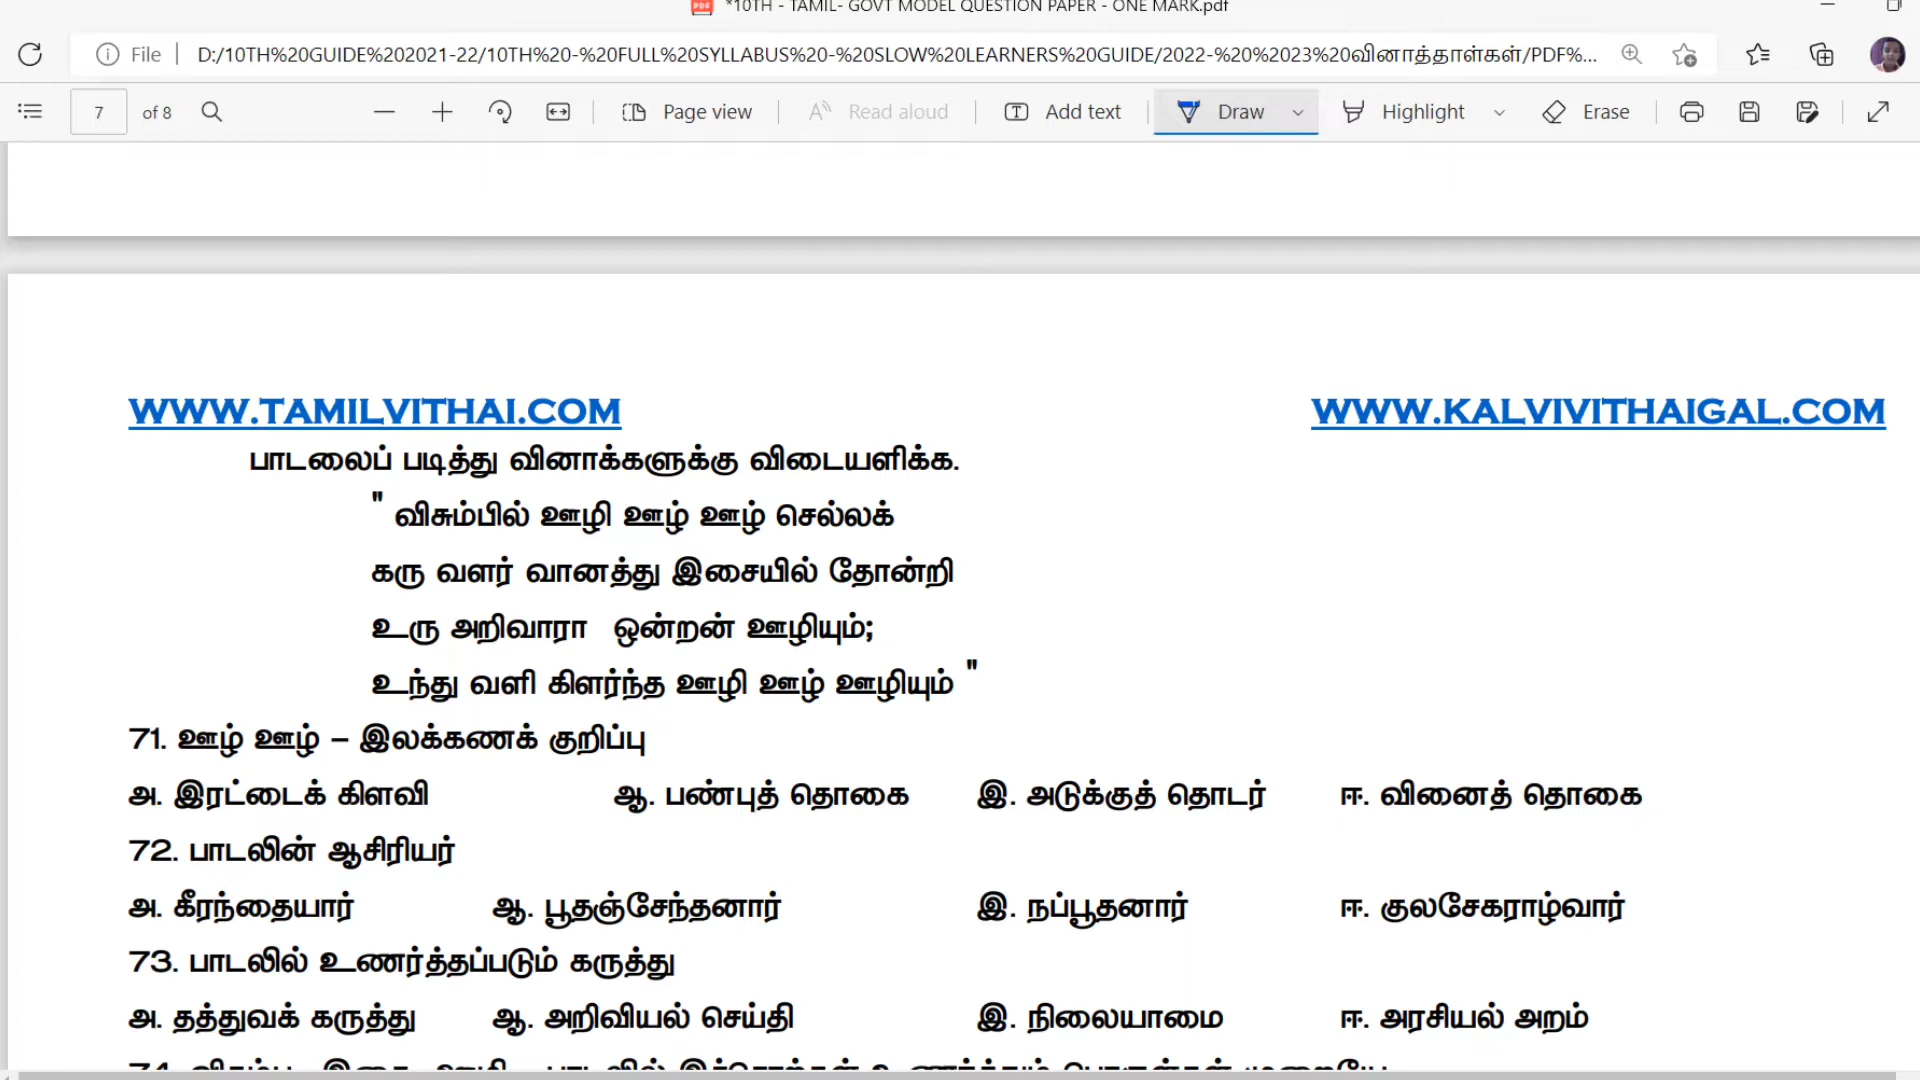 *10TH - TAMIL- GOVT MODEL QUESTION PAPER - ONE MARK.pdf
File D:/10TH%20GUIDE%202021-22/10TH%20-%20FULL%20SYLLABUS%20-%20SLOW%20LEARNERS%20GUIDE/2022-%20%2023%20வினாத்தாள்கள்/PDF%...
7 of 8 Page view Read aloud Add text Draw Highlight Erase
WWW.TAMILVITHAI.COM WWW.KALVIVITHAIGAL.COM
பாடலைப் படித்து வினாக்களுக்கு விடையளிக்க.
" விசும்பில் ஊழி ஊழ் ஊழ் செல்லக்
கரு வளர் வானத்து இசையில் தோன்றி
உரு அறிவாரா ஒன்றன் ஊழியும்;
உந்து வளி கிளர்ந்த ஊழி ஊழ் ஊழியும் "
71. ஊழ் ஊழ் – இலக்கணக் குறிப்பு
அ. இரட்டைக் கிளவி ஆ. பண்புத் தொகை இ. அடுக்குத் தொடர் ஈ. வினைத் தொகை
72. பாடலின் ஆசிரியர்
அ. கீரந்தையார் ஆ. பூதஞ்சேந்தனார் இ. நப்பூதனார் ஈ. குலசேகராழ்வார்
73. பாடலில் உணர்த்தப்படும் கருத்து
அ. தத்துவக் கருத்து ஆ. அறிவியல் செய்தி இ. நிலையாமை ஈ. அரசியல் அறம்